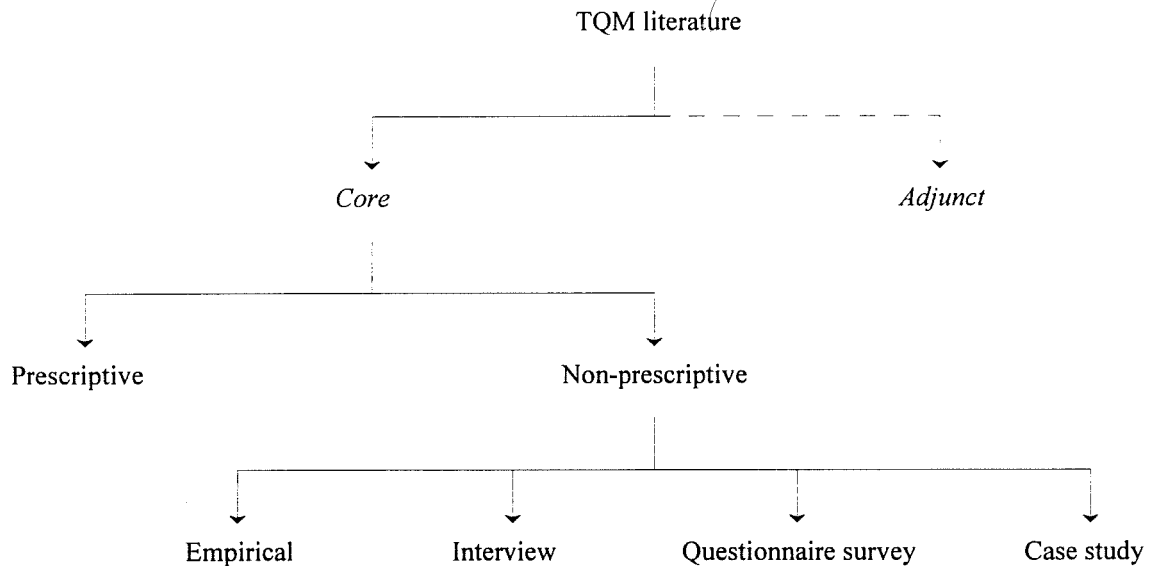 TQM literature
Core
Adjunct
Prescriptive
Non-prescriptive
Empirical
Interview
Questionnaire survey
Case study